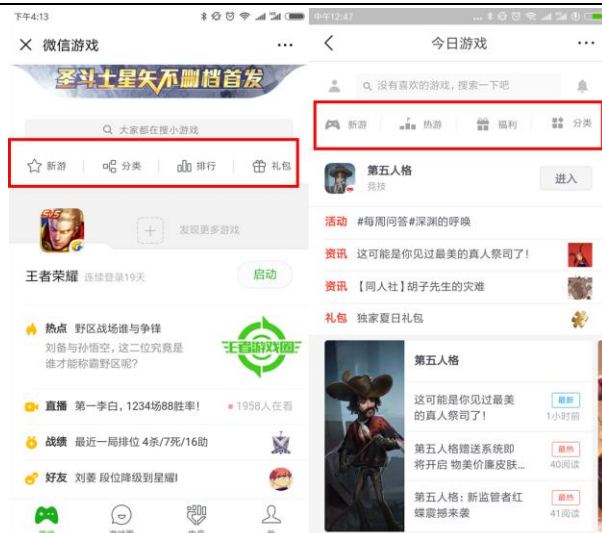 下午4:13
微信游戏
圣斗士星矢不删档首发
大家都在搜小游戏
新游 分类 排行 礼包
5v5
发现更多游戏
王者荣耀 连续登录19天 启动
热点 野区战场谁与争锋
刘备与孙悟空，这二位究竟是
谁才能称霸野区呢?
王者游戏圈
直播 第一李白，1234场88胜率! 1958人在看
战绩 最近一局排位 4杀/7死/16助
好友 刘萎 段位降级到星耀I
中午12:47
今日游戏
没有喜欢的游戏，搜索一下吧
新游 热游 福利 分类
第五人格
竞技
进入
活动 #每周问答#深渊的呼唤
资讯 这可能是你见过最美的真人祭司了!
资讯 【同人社】胡子先生的灾难
礼包 独家夏日礼包
第五人格
这可能是你见过最美
的真人祭司了!
最新
1小时前
第五人格赠送系统即
将开启 物美价廉皮肤...
最热
40阅读
第五人格：新监管者红
蝶震撼来袭
最热
41阅读